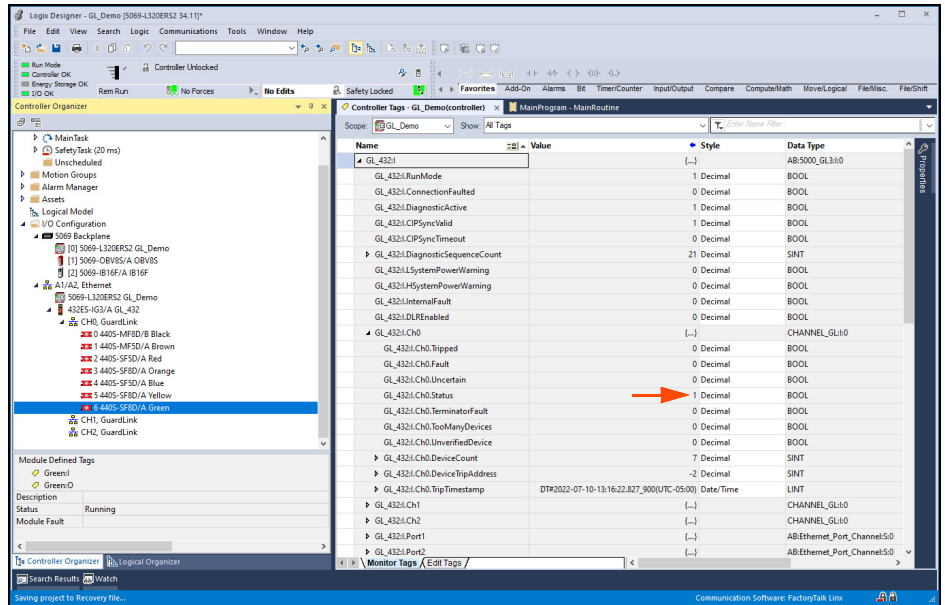 Logix Designer - GL_Demo [5069-L320ERS2 34.11]*
File Edit View Search Logic Communications Tools Window Help
Run Mode
Controller OK
Energy Storage OK
I/O OK
Controller Unlocked
Rem Run
No Forces
No Edits
Safety Locked
Favorites Add-On Alarms Bit Timer/Counter Input/Output Compare Compute/Math Move/Logical File/Misc. File/Shift
Controller Organizer
MainTask
SafetyTask (20 ms)
Unscheduled
Motion Groups
Alarm Manager
Assets
Logical Model
I/O Configuration
5069 Backplane
[0] 5069-L320ERS2 GL_Demo
[1] 5069-OBV8S/A OBV8S
[2] 5069-IB16F/A IB16F
A1/A2, Ethernet
5069-L320ERS2 GL_Demo
432ES-IG3/A GL_432
CH0, GuardLink
0 440S-MF8D/B Black
1 440S-MF5D/A Brown
2 440S-SF5D/A Red
3 440S-SF8D/A Orange
4 440S-SF5D/A Blue
5 440S-SF8D/A Yellow
6 440S-SF8D/A Green
CH1, GuardLink
CH2, GuardLink
Module Defined Tags
Green:I
Green:O
Description
Status Running
Module Fault
Controller Organizer Logical Organizer
Controller Tags - GL_Demo(controller) × MainProgram - MainRoutine
Scope: GL_Demo Show: All Tags Enter Name Filter...
Name Value Style Data Type
GL_432:I {...} AB:5000_GL3:I:0
GL_432:I.RunMode 1 Decimal BOOL
GL_432:I.ConnectionFaulted 0 Decimal BOOL
GL_432:I.DiagnosticActive 1 Decimal BOOL
GL_432:I.CIPSyncValid 1 Decimal BOOL
GL_432:I.CIPSyncTimeout 0 Decimal BOOL
GL_432:I.DiagnosticSequenceCount 21 Decimal SINT
GL_432:I.LSystemPowerWarning 0 Decimal BOOL
GL_432:I.HSystemPowerWarning 0 Decimal BOOL
GL_432:I.InternalFault 0 Decimal BOOL
GL_432:I.DLREnabled 0 Decimal BOOL
GL_432:I.Ch0 {...} CHANNEL_GL:I:0
GL_432:I.Ch0.Tripped 0 Decimal BOOL
GL_432:I.Ch0.Fault 0 Decimal BOOL
GL_432:I.Ch0.Uncertain 0 Decimal BOOL
GL_432:I.Ch0.Status 1 Decimal BOOL
GL_432:I.Ch0.TerminatorFault 0 Decimal BOOL
GL_432:I.Ch0.TooManyDevices 0 Decimal BOOL
GL_432:I.Ch0.UnverifiedDevice 0 Decimal BOOL
GL_432:I.Ch0.DeviceCount 7 Decimal SINT
GL_432:I.Ch0.DeviceTripAddress -2 Decimal SINT
GL_432:I.Ch0.TripTimestamp DT#2022-07-10-13:16:22.827_900(UTC-05:00) Date/Time LINT
GL_432:I.Ch1 {...} CHANNEL_GL:I:0
GL_432:I.Ch2 {...} CHANNEL_GL:I:0
GL_432:I.Port1 {...} AB:Ethernet_Port_Channel:S:0
GL_432:I.Port2 {...} AB:Ethernet_Port_Channel:S:0
Monitor Tags Edit Tags
Properties
Search Results Watch
Saving project to Recovery file...
Communication Software: FactoryTalk Linx